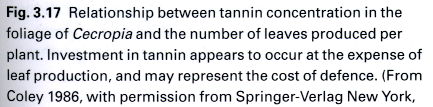 Fig. 3.17 Relationship between tannin concentration in the
foliage of Cecropia and the number of leaves produced per
plant. Investment in tannin appears to occur at the expense of
leaf production, and may represent the cost of defence. (From
Coley 1986, with permission from Springer-Verlag New York,